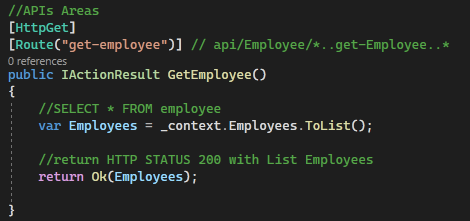 //APIs Areas
[HttpGet]
[Route("get-employee")] // api/Employee/*..get-Employee..*
0 references
public IActionResult GetEmployee()
{
//SELECT * FROM employee
var Employees = _context.Employees.ToList();
//return HTTP STATUS 200 with List Employees
return Ok(Employees);
}